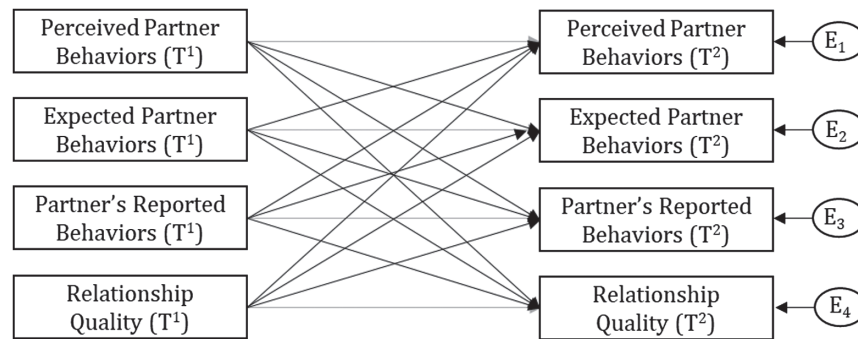 Perceived Partner
Behaviors (T¹)
Perceived Partner
Behaviors (T²)
E₁
Expected Partner
Behaviors (T¹)
Expected Partner
Behaviors (T²)
E₂
Partner's Reported
Behaviors (T¹)
Partner's Reported
Behaviors (T²)
E₃
Relationship
Quality (T¹)
Relationship
Quality (T²)
E₄